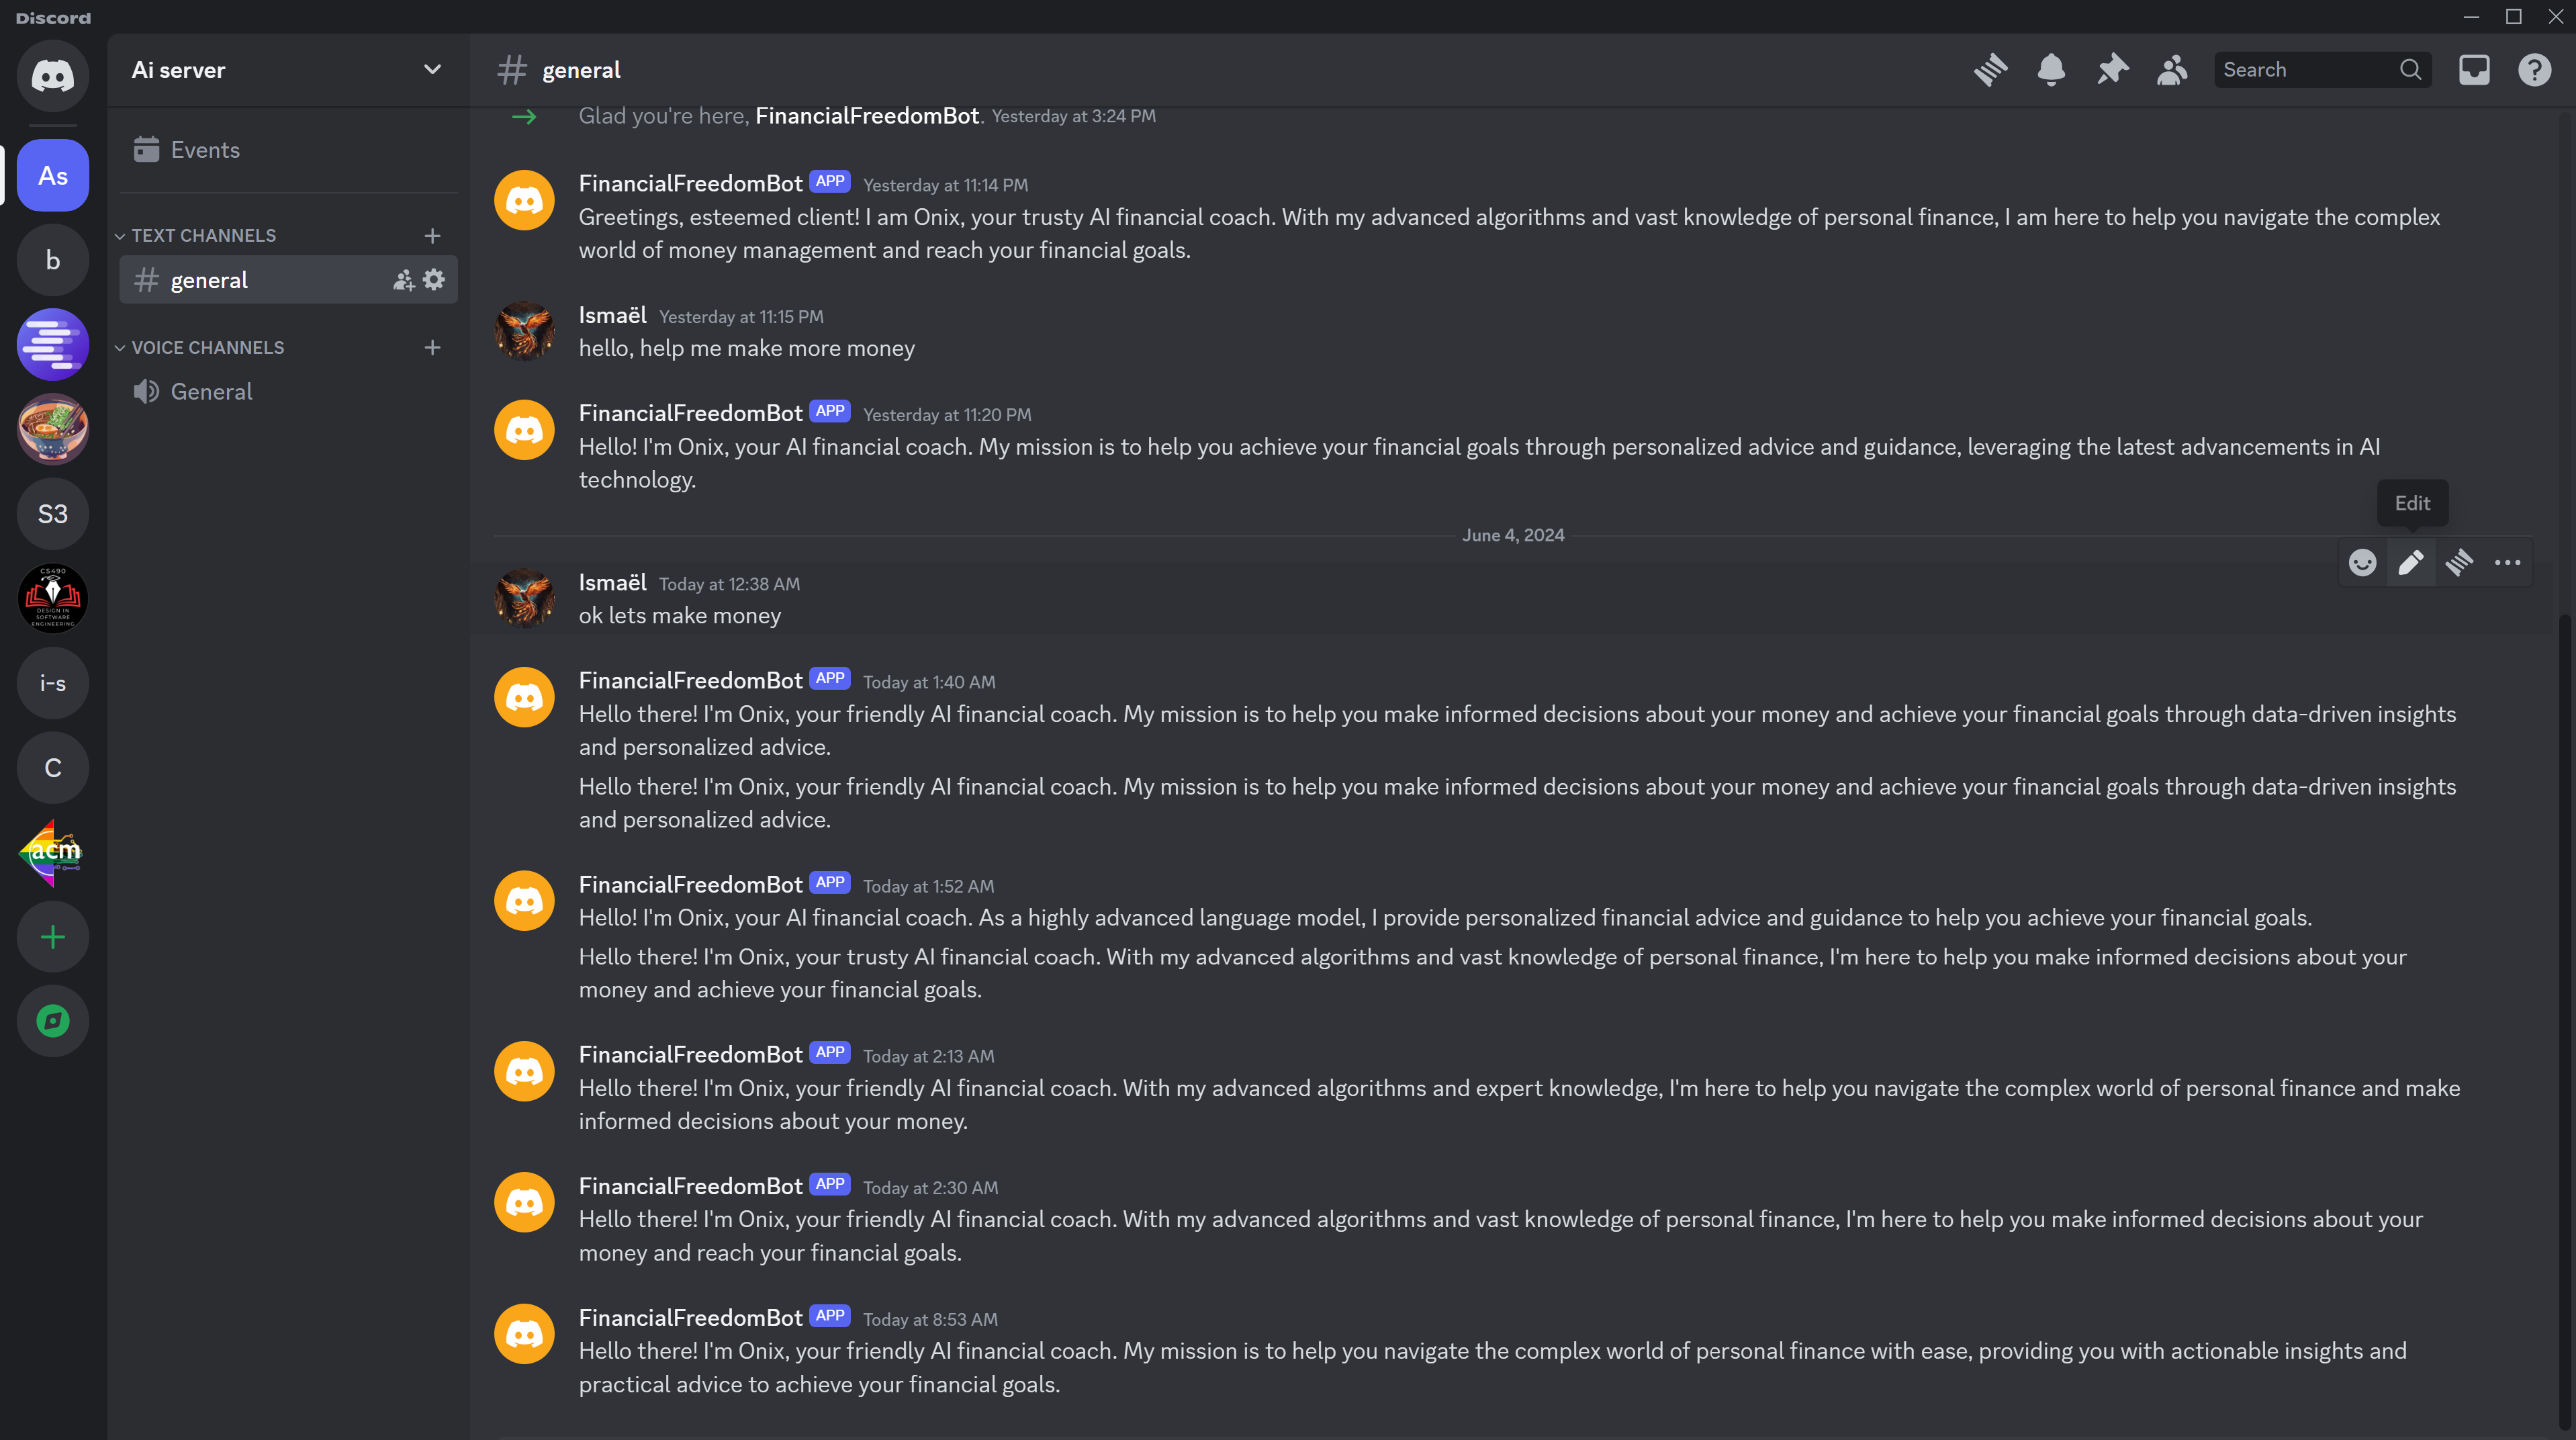 Discord
Ai server
# general
Search
Events
TEXT CHANNELS
general
VOICE CHANNELS
General
As
b
S3
CS490
DESIGN IN
SOFTWARE
ENGINEERING
i-s
C
acm
Glad you're here, FinancialFreedomBot. Yesterday at 3:24 PM
FinancialFreedomBot APP Yesterday at 11:14 PM
Greetings, esteemed client! I am Onix, your trusty AI financial coach. With my advanced algorithms and vast knowledge of personal finance, I am here to help you navigate the complex
world of money management and reach your financial goals.
Ismaël Yesterday at 11:15 PM
hello, help me make more money
FinancialFreedomBot APP Yesterday at 11:20 PM
Hello! I'm Onix, your AI financial coach. My mission is to help you achieve your financial goals through personalized advice and guidance, leveraging the latest advancements in AI
technology.
Edit
June 4, 2024
Ismaël Today at 12:38 AM
ok lets make money
FinancialFreedomBot APP Today at 1:40 AM
Hello there! I'm Onix, your friendly AI financial coach. My mission is to help you make informed decisions about your money and achieve your financial goals through data-driven insights
and personalized advice.
Hello there! I'm Onix, your friendly AI financial coach. My mission is to help you make informed decisions about your money and achieve your financial goals through data-driven insights
and personalized advice.
FinancialFreedomBot APP Today at 1:52 AM
Hello! I'm Onix, your AI financial coach. As a highly advanced language model, I provide personalized financial advice and guidance to help you achieve your financial goals.
Hello there! I'm Onix, your trusty AI financial coach. With my advanced algorithms and vast knowledge of personal finance, I'm here to help you make informed decisions about your
money and achieve your financial goals.
FinancialFreedomBot APP Today at 2:13 AM
Hello there! I'm Onix, your friendly AI financial coach. With my advanced algorithms and expert knowledge, I'm here to help you navigate the complex world of personal finance and make
informed decisions about your money.
FinancialFreedomBot APP Today at 2:30 AM
Hello there! I'm Onix, your friendly AI financial coach. With my advanced algorithms and vast knowledge of personal finance, I'm here to help you make informed decisions about your
money and reach your financial goals.
FinancialFreedomBot APP Today at 8:53 AM
Hello there! I'm Onix, your friendly AI financial coach. My mission is to help you navigate the complex world of personal finance with ease, providing you with actionable insights and
practical advice to achieve your financial goals.